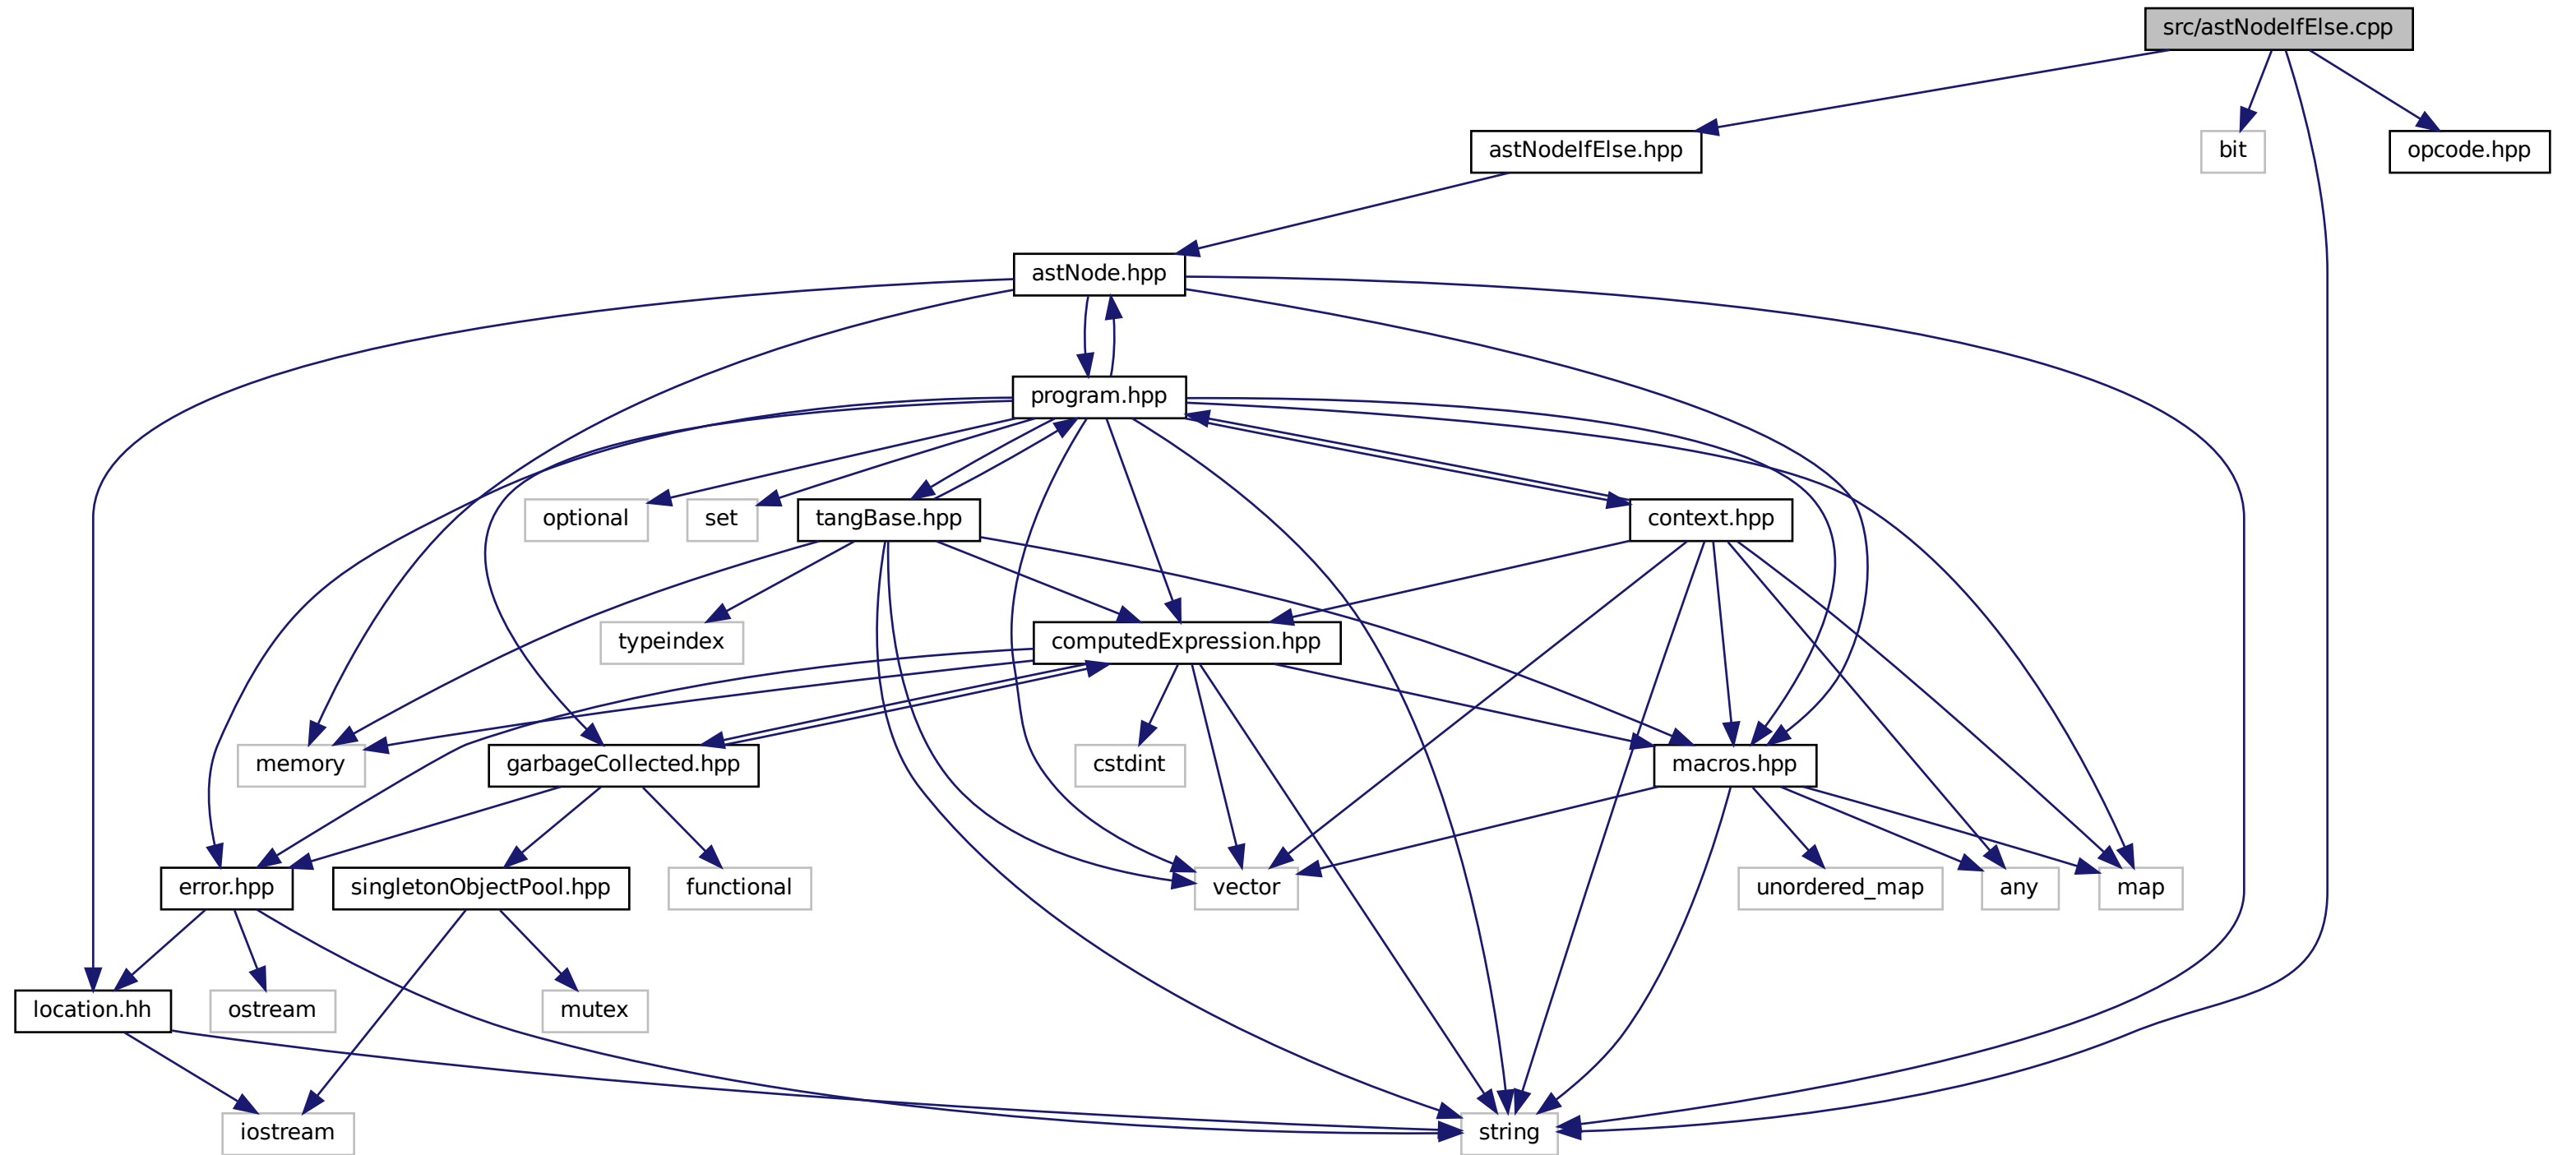 src/astNodeIfElse.cpp
astNodeIfElse.hpp
bit
opcode.hpp
astNode.hpp
program.hpp
optional
set
tangBase.hpp
context.hpp
typeindex
computedExpression.hpp
memory
garbageCollected.hpp
cstdint
macros.hpp
error.hpp
singletonObjectPool.hpp
functional
vector
unordered_map
any
map
location.hh
ostream
mutex
iostream
string